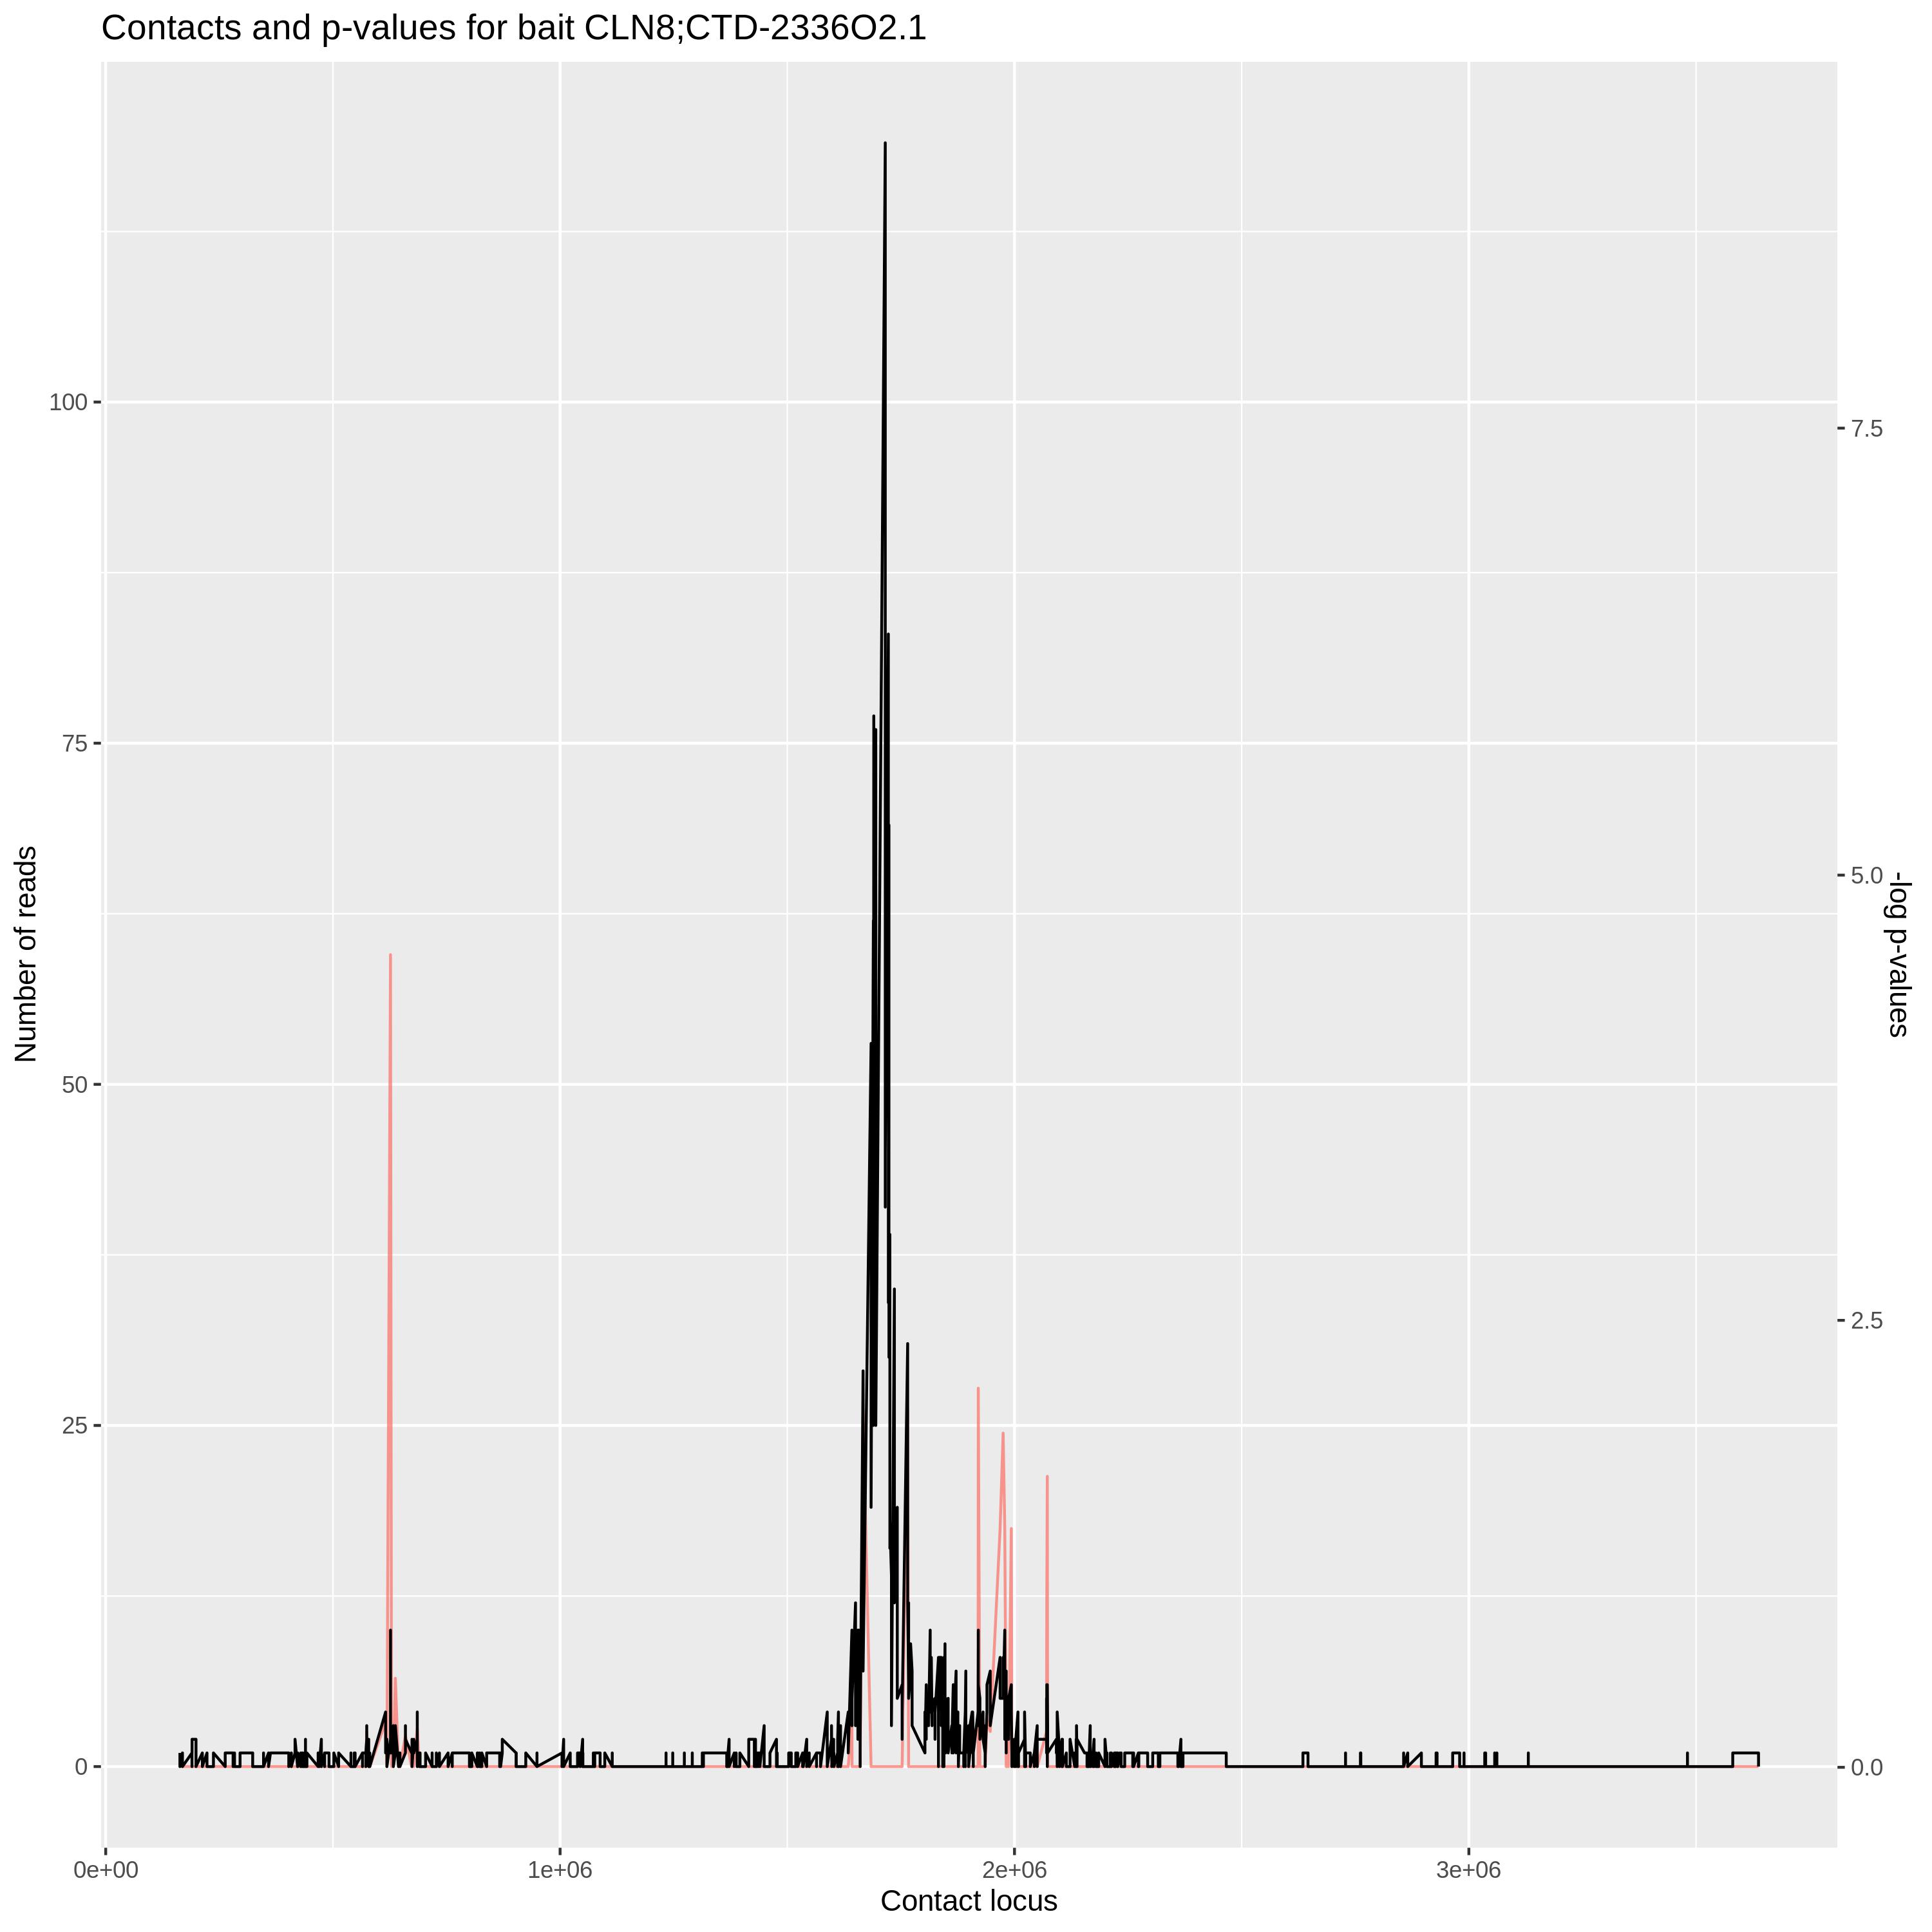 Contacts and p-values for bait CLN8;CTD-2336O2.1
100
75
50
25
0
Number of reads
7.5
5.0
2.5
0.0
-log p-values
0e+00
1e+06
2e+06
3e+06
Contact locus